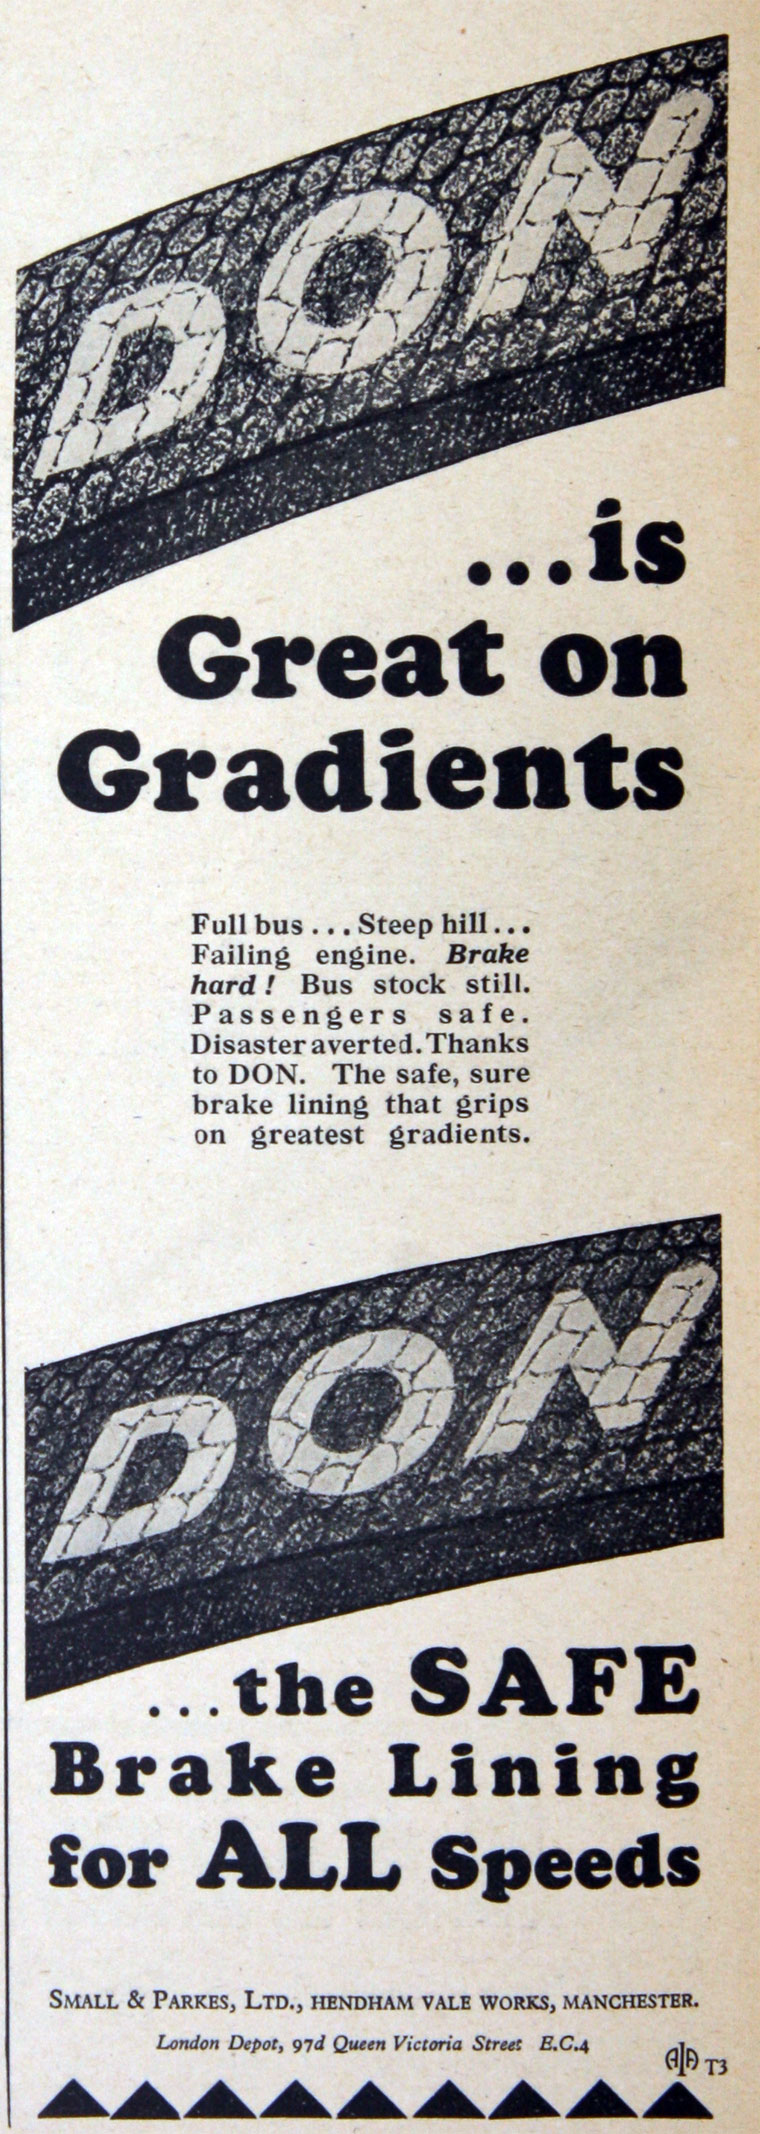 DON
...is
Great on
Gradients
Full bus . . . Steep hill . . .
Failing engine. Brake
hard ! Bus stock still.
Passengers safe.
Disaster averted. Thanks
to DON. The safe, sure
brake lining that grips
on greatest gradients.
DON
...the SAFE
Brake Lining
for ALL Speeds
SMALL & PARKES, LTD., HENDHAM VALE WORKS, MANCHESTER.
London Depot, 97d Queen Victoria Street E.C.4
T3